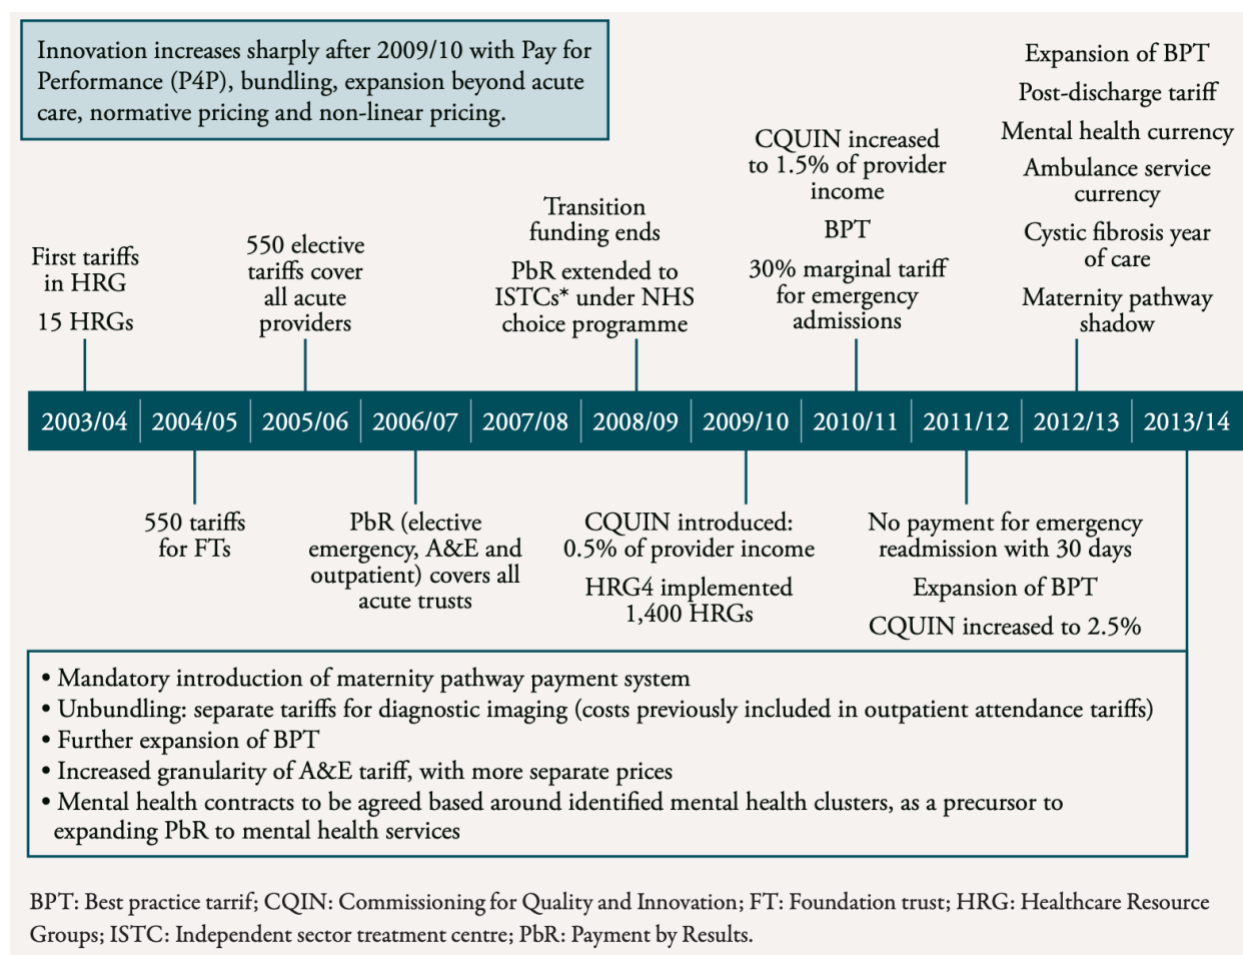 Innovation increases sharply after 2009/10 with Pay for
Performance (P4P), bundling, expansion beyond acute
care, normative pricing and non-linear pricing.
First tariffs
in HRG
15 HRGs
550 elective
tariffs cover
all acute
providers
Transition
funding ends
PbR extended to
ISTCs* under NHS
choice programme
CQUIN increased
to 1.5% of provider
income
BPT
30% marginal tariff
for emergency
admissions
Expansion of BPT
Post-discharge tariff
Mental health currency
Ambulance service
currency
Cystic fibrosis year
of care
Maternity pathway
shadow
2003/04 2004/05 2005/06 2006/07 2007/08 2008/09 2009/10 2010/11 2011/12 2012/13 2013/14
550 tariffs
for FTs
PbR (elective
emergency, A&E and
outpatient) covers all
acute trusts
CQUIN introduced:
0.5% of provider income
HRG4 implemented
1,400 HRGs
No payment for emergency
readmission with 30 days
Expansion of BPT
CQUIN increased to 2.5%
• Mandatory introduction of maternity pathway payment system
• Unbundling: separate tariffs for diagnostic imaging (costs previously included in outpatient attendance tariffs)
• Further expansion of BPT
• Increased granularity of A&E tariff, with more separate prices
• Mental health contracts to be agreed based around identified mental health clusters, as a precursor to
expanding PbR to mental health services
BPT: Best practice tarrif; CQIN: Commissioning for Quality and Innovation; FT: Foundation trust; HRG: Healthcare Resource
Groups; ISTC: Independent sector treatment centre; PbR: Payment by Results.